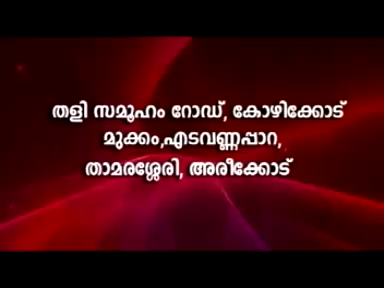 തളി സമൂഹം റോഡ്, കോഴിക്കോട്
മുക്കം,എടവണ്ണപ്പാറ,
താമരശ്ശേരി, അരീക്കോട്